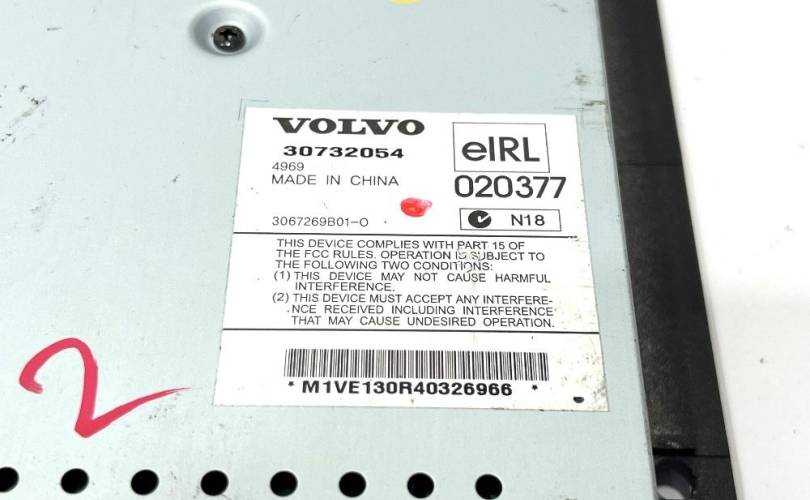 VOLVO
30732054
4969
MADE IN CHINA
3067269B01-O
eIRL
020377
N18
THIS DEVICE COMPLIES WITH PART 15 OF
THE FCC RULES. OPERATION IS SUBJECT TO
THE FOLLOWING TWO CONDITIONS:
(1) THIS DEVICE MAY NOT CAUSE HARMFUL
INTERFERENCE.
(2) THIS DEVICE MUST ACCEPT ANY INTERFERE-
NCE RECEIVED INCLUDING INTERFERENCE
THAT MAY CAUSE UNDESIRED OPERATION.
* M1VE130R40326966 *
2